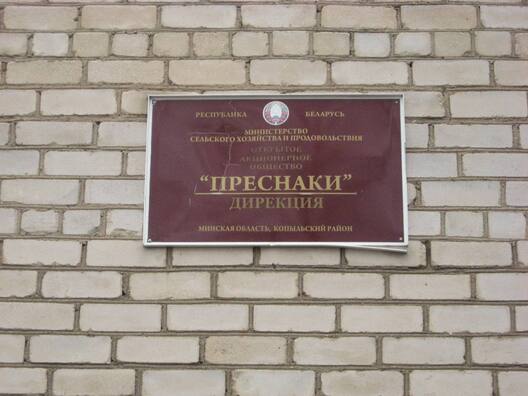 РЕСПУБЛИКА БЕЛАРУСЬ
МИНИСТЕРСТВО
СЕЛЬСКОГО ХОЗЯЙСТВА И ПРОДОВОЛЬСТВИЯ
ОТКРЫТОЕ
АКЦИОНЕРНОЕ
ОБЩЕСТВО
“ПРЕСНАКИ”
ДИРЕКЦИЯ
МИНСКАЯ ОБЛАСТЬ, КОПЫЛЬСКИЙ РАЙОН